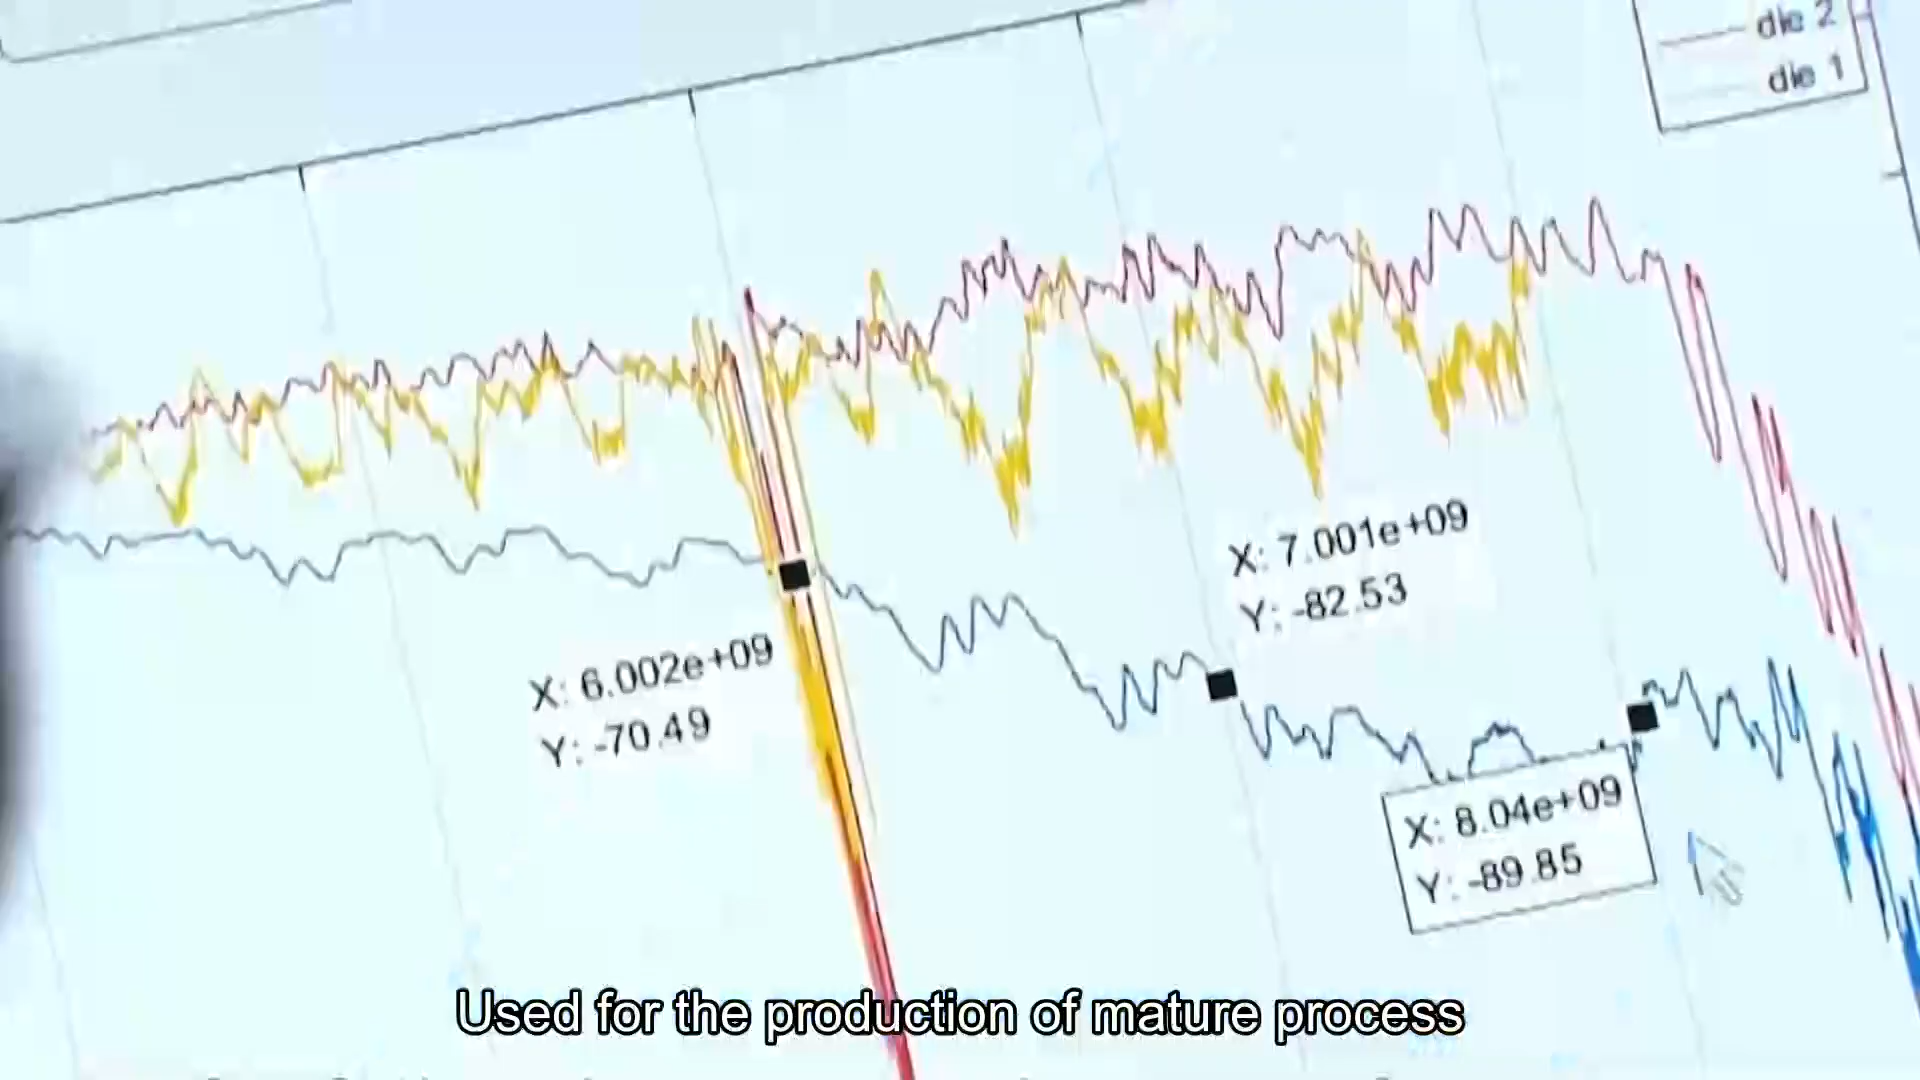 die 2
die 1
X: 7.001e+09
Y: -82.53
X: 6.002e+09
Y: -70.49
X: 8.04e+09
Y: -89.85
Used for the production of mature process